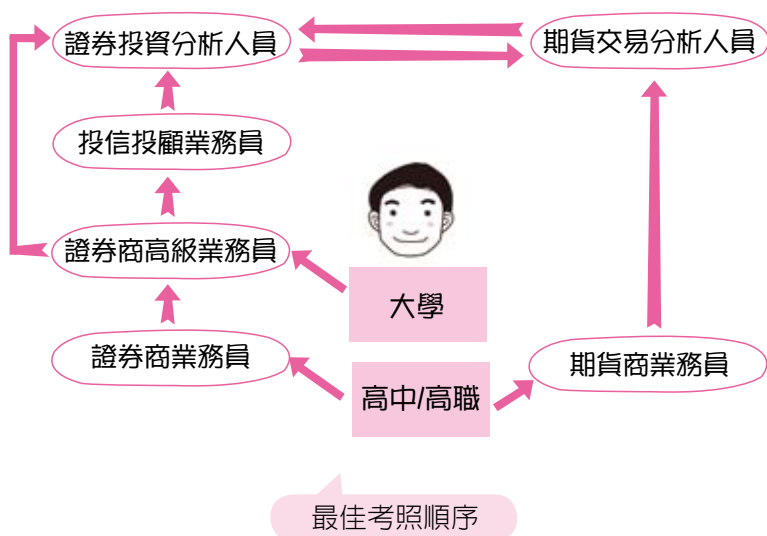 證券投資分析人員
期貨交易分析人員
投信投顧業務員
證券商高級業務員
大學
證券商業務員
期貨商業務員
高中/高職
最佳考照順序